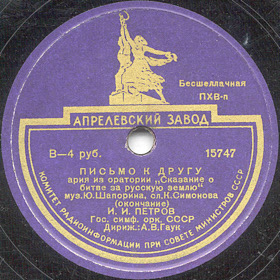 Бесшеллачная
ПХВ-п
АПРЕЛЕВСКИЙ ЗАВОД
В—4 руб.
15747
ПИСЬМО К ДРУГУ
ария из оратории „Сказание о
битве за русскую землю“
муз.Ю.Шапорина, сл.К.Симонова
(окончание)
И. И. ПЕТРОВ
Гос. симф. орк. СССР
Дириж.: А.В.Гаук
КОМИТЕТ РАДИОИНФОРМАЦИИ ПРИ СОВЕТЕ МИНИСТРОВ СССР